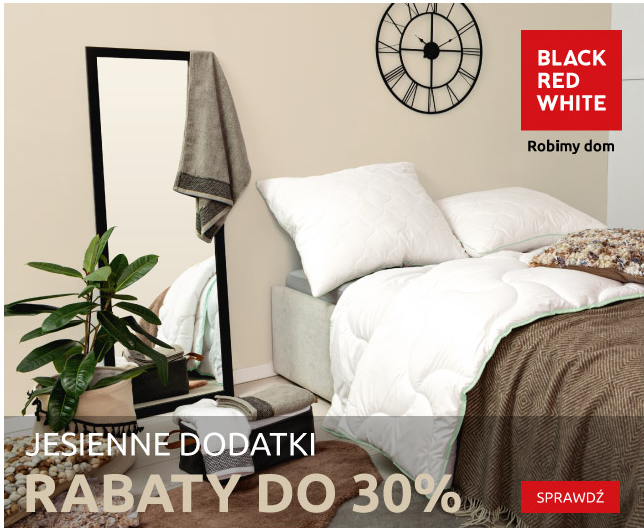 BLACK
RED
WHITE
Robimy dom
JESIENNE DODATKI
RABATY DO 30%
SPRAWDŹ